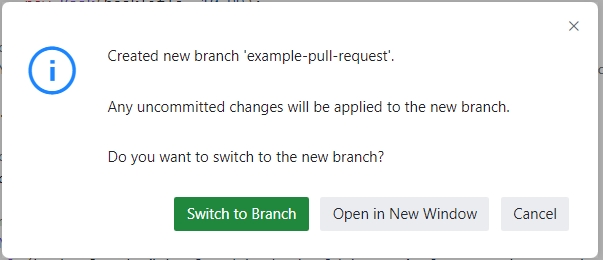 Created new branch 'example-pull-request'.
Any uncommitted changes will be applied to the new branch.
Do you want to switch to the new branch?
Switch to Branch
Open in New Window
Cancel